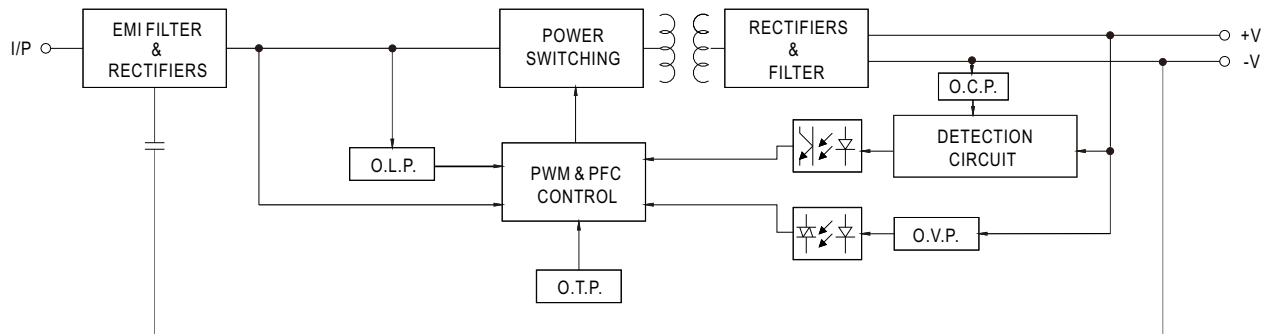 I/P
EMI FILTER
&
RECTIFIERS
POWER
SWITCHING
RECTIFIERS
&
FILTER
+V
-V
O.C.P.
DETECTION
CIRCUIT
O.L.P.
PWM & PFC
CONTROL
O.V.P.
O.T.P.